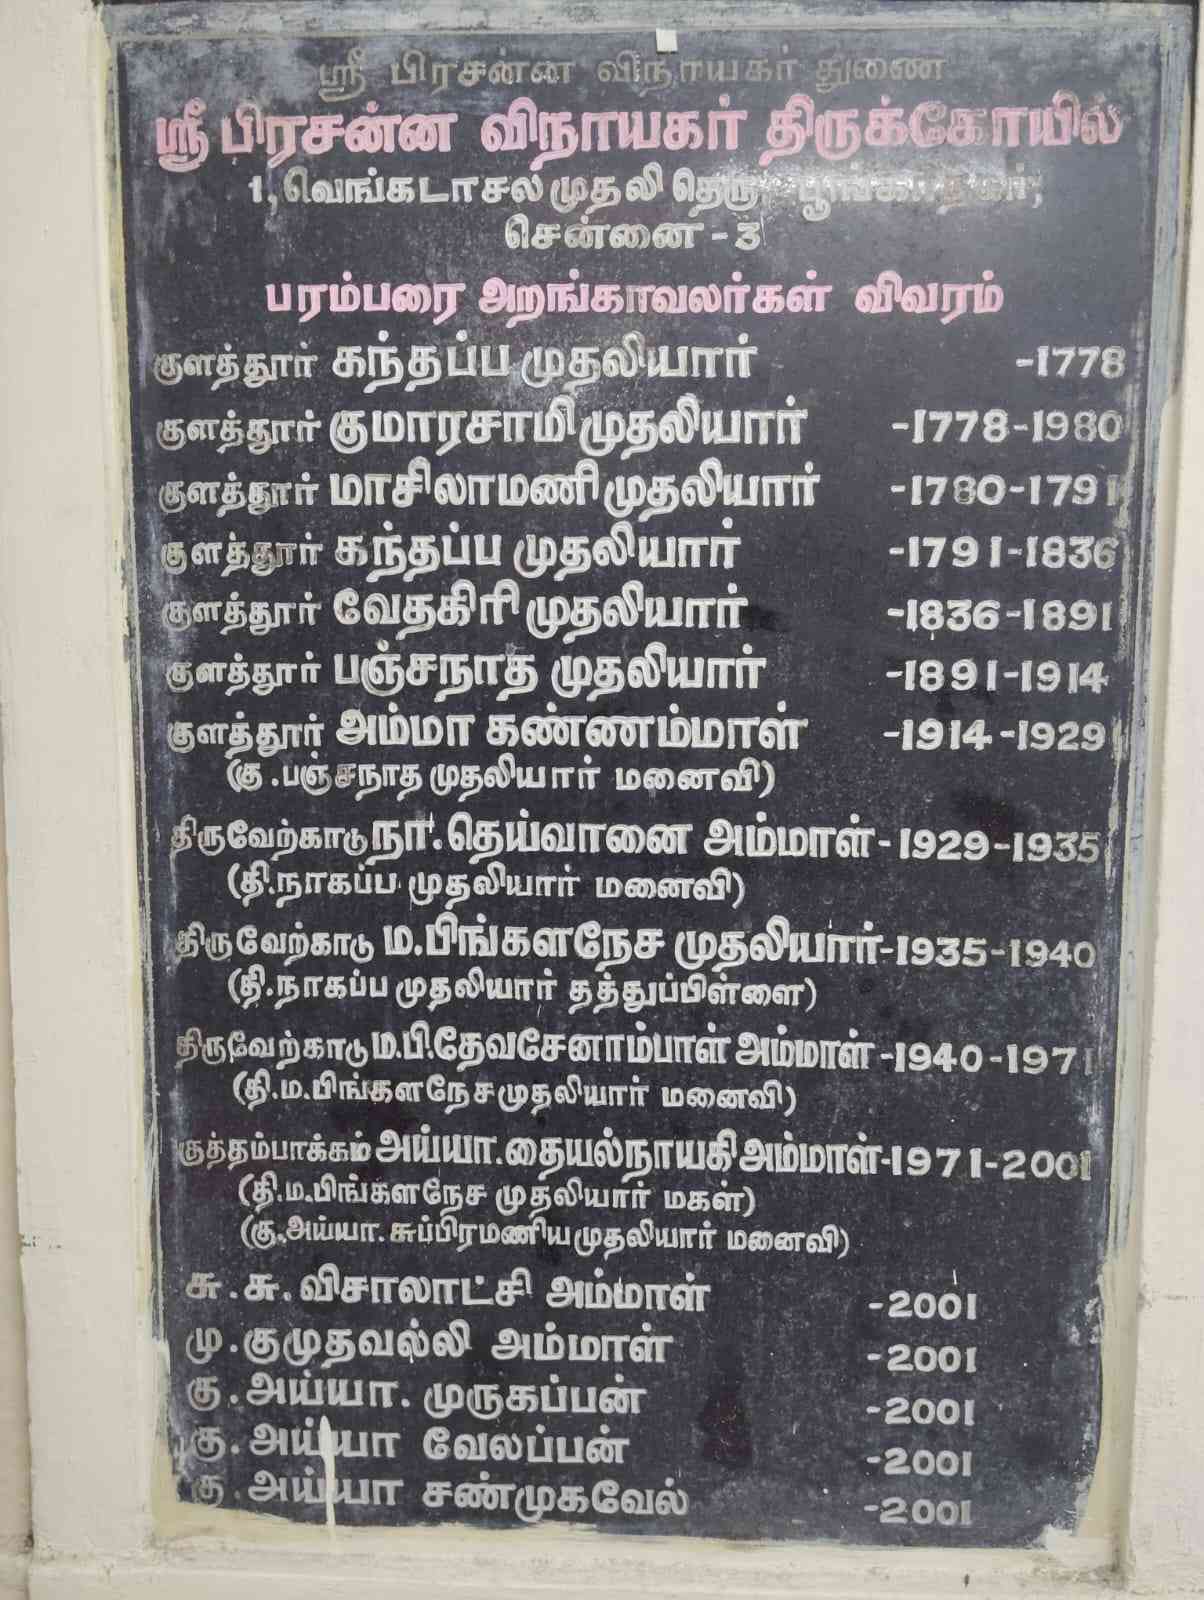 ஸ்ரீ பிரசன்ன விநாயகர் துணை
ஸ்ரீ பிரசன்ன விநாயகர் திருக்கோயில்
1, வெங்கடாசல முதலி தெரு,
சென்னை - 3
பரம்பரை அறங்காவலர்கள் விவரம்
குளத்தூர் கந்தப்ப முதலியார் -1778
குளத்தூர் குமாரசாமி முதலியார் -1778-1980
குளத்தூர் மாசிலாமணி முதலியார் -1780-1791
குளத்தூர் கந்தப்ப முதலியார் -1791-1836
குளத்தூர் வேதகிரி முதலியார் -1836-1891
குளத்தூர் பஞ்சநாத முதலியார் -1891-1914
குளத்தூர் அம்மா கண்ணம்மாள் -1914-1929
(கு.பஞ்சநாத முதலியார் மனைவி)
திருவேற்காடு நா.தெய்வானை அம்மாள் -1929-1935
(தி.நாகப்ப முதலியார் மனைவி)
திருவேற்காடு ம.பிங்களநேச முதலியார்-1935-1940
(தி.நாகப்ப முதலியார் தத்துப்பிள்ளை)
திருவேற்காடு ம.பி.தேவசேனாம்பாள் அம்மாள் -1940-1971
(தி.ம.பிங்களநேச முதலியார் மனைவி)
குத்தம்பாக்கம் அய்யா.தையல்நாயகி அம்மாள்-1971-2001
(தி.ம.பிங்களநேச முதலியார் மகள்)
(கு.அய்யா.சுப்பிரமணிய முதலியார் மனைவி)
சு.சு.விசாலாட்சி அம்மாள் -2001
மு.குமுதவல்லி அம்மாள் -2001
கு.அய்யா.முருகப்பன் -2001
கு.அய்யா வேலப்பன் -2001
கு.அய்யா சண்முகவேல் -2001